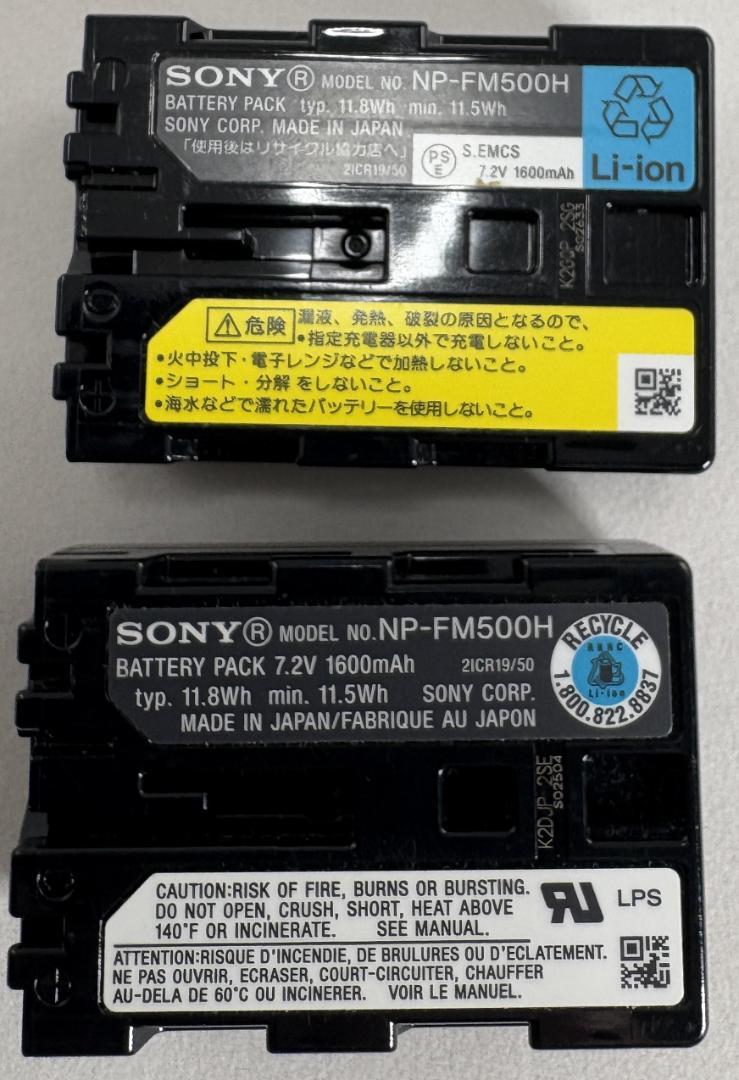 SONY® MODEL NO. NP-FM500H
BATTERY PACK typ. 11.8Wh min. 11.5Wh
SONY CORP. MADE IN JAPAN
「使用後はリサイクル協力店へ」 2ICR19/50
PS E S.EMCS
7.2V 1600mAh
Li-ion
K2GCP 2SG
S02633
危険 漏液、発熱、破裂の原因となるので、
•指定充電器以外で充電しないこと。
•火中投下・電子レンジなどで加熱しないこと。
•ショート・分解をしないこと。
•海水などで濡れたバッテリーを使用しないこと。
SONY® MODEL NO. NP-FM500H
BATTERY PACK 7.2V 1600mAh 2ICR19/50
typ. 11.8Wh min. 11.5Wh SONY CORP.
MADE IN JAPAN/FABRIQUE AU JAPON
RECYCLE
RBRC
Li-ion
1.800.822.8837
K2DJP 2SE
S02504
CAUTION:RISK OF FIRE, BURNS OR BURSTING.
DO NOT OPEN, CRUSH, SHORT, HEAT ABOVE
140°F OR INCINERATE. SEE MANUAL.
LPS
ATTENTION:RISQUE D'INCENDIE, DE BRULURES OU D'ECLATEMENT.
NE PAS OUVRIR, ECRASER, COURT-CIRCUITER, CHAUFFER
AU-DELA DE 60°C OU INCINERER. VOIR LE MANUEL.